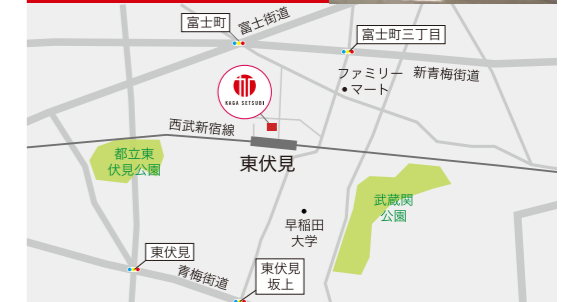 富士町
富士街道
富士町三丁目
ファミリー
マート
新青梅街道
KAGA SETSUBI
西武新宿線
東伏見
都立東
伏見公園
武蔵関
公園
早稲田
大学
東伏見
青梅街道
東伏見
坂上